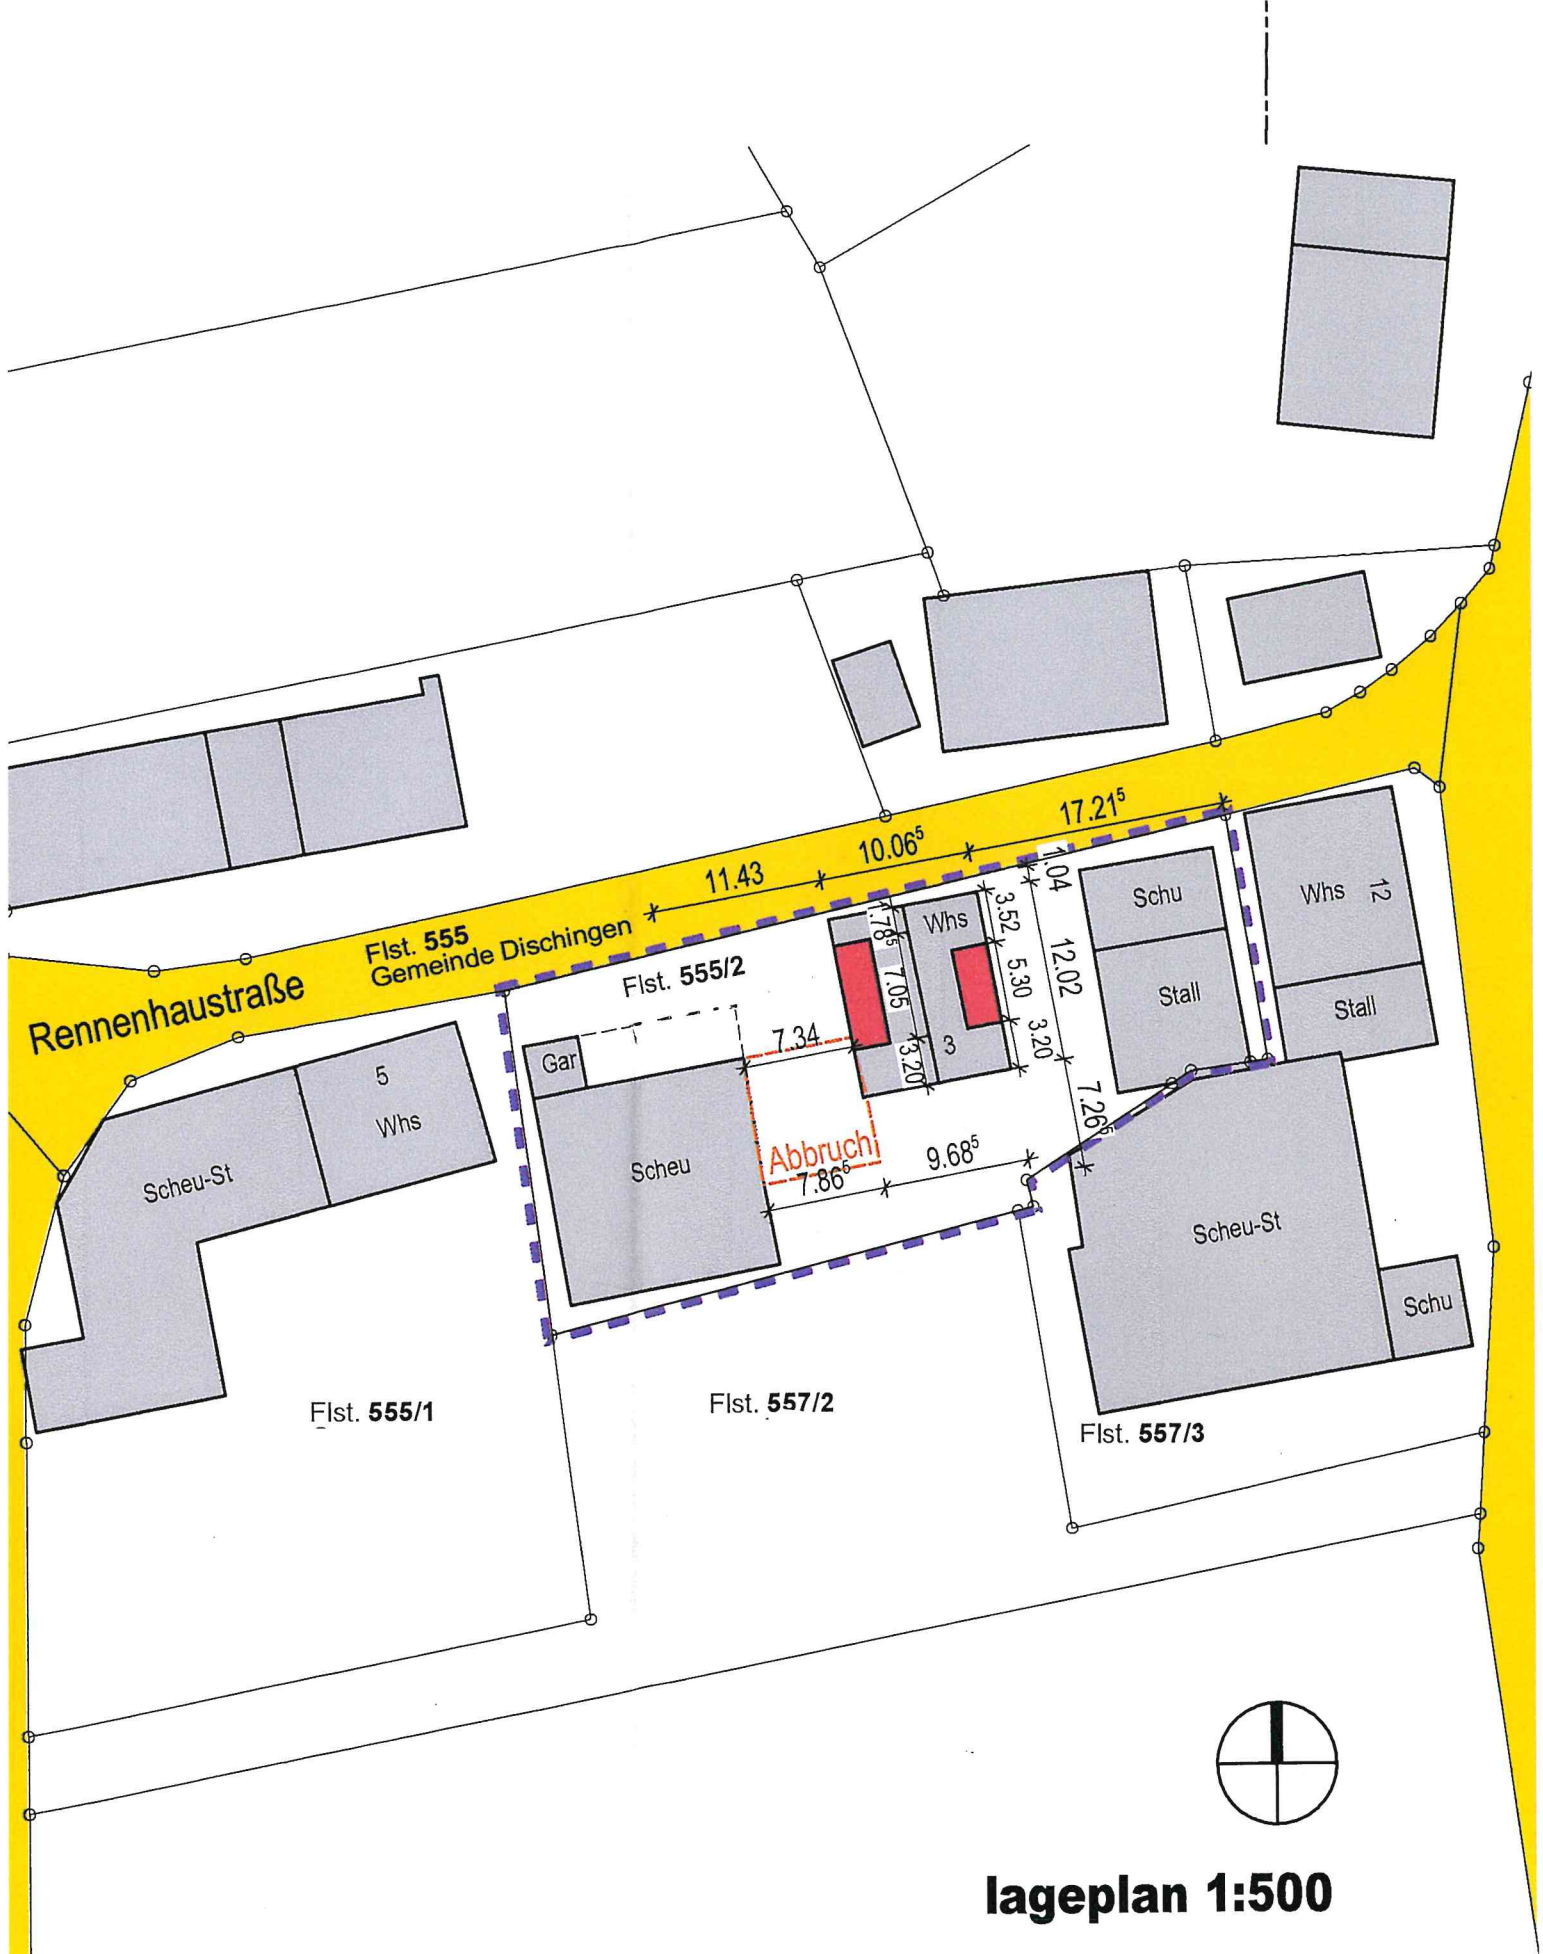 17.21⁵
10.06⁵
11.43
1.04
Schu
Whs
12
Flst. 555
Gemeinde Dischingen
Rennenhaustraße
Flst. 555/2
1.78⁵
Whs
3.52
12.02
7.05
5.30
Stall
Stall
7.34
Gar
3
3.20
3.20
5
Whs
7.26⁵
Scheu-St
Scheu
Abbruch
7.86⁵
9.68⁵
Scheu-St
Schu
Flst. 555/1
Flst. 557/2
Flst. 557/3
lageplan 1:500